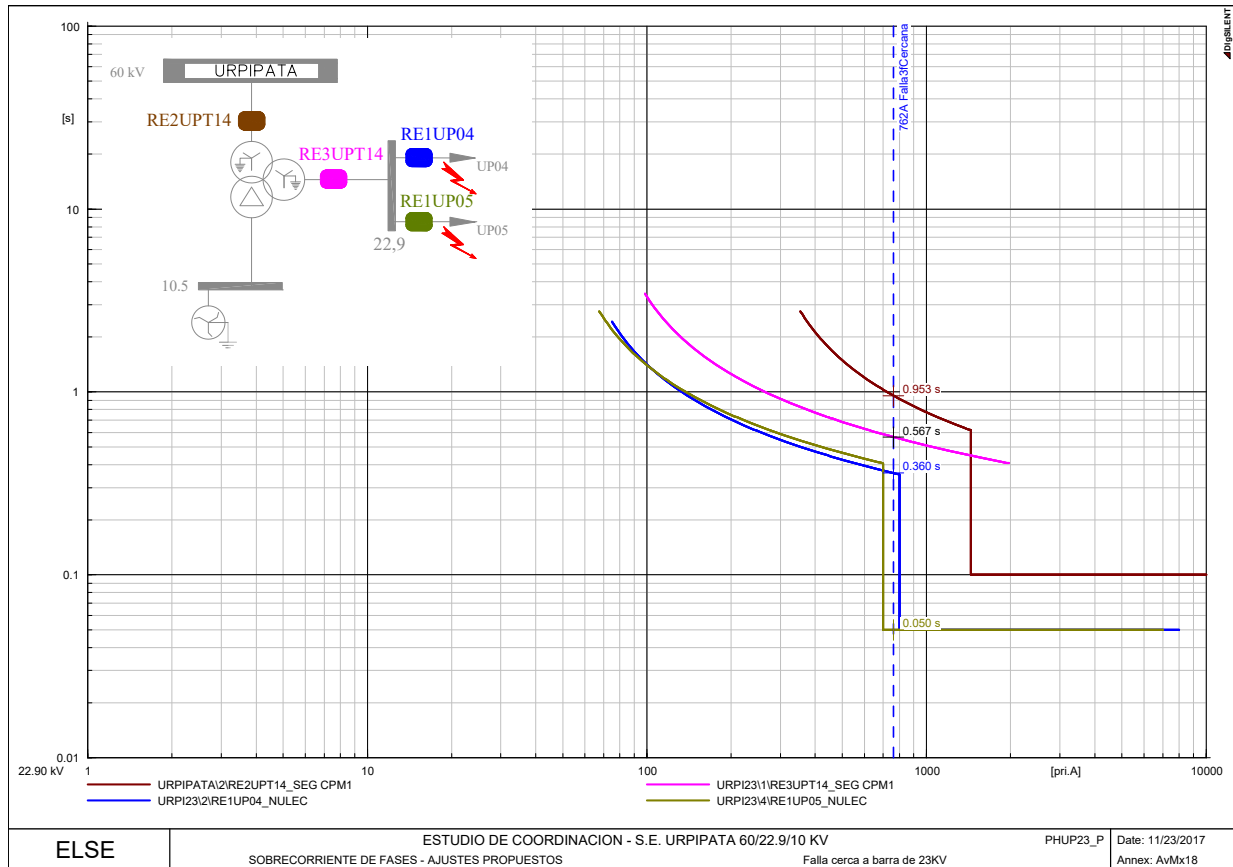 100
DIgSILENT
60 kV
URPIPATA
762A Falla3fCercana
[s]
RE2UPT14
RE1UP04
RE3UPT14
UP04
RE1UP05
10
UP05
22,9
10.5
1
0.953 s
0.567 s
0.360 s
0.1
0.050 s
0.01
22.90 kV
1
10
100
1000
[pri.A]
10000
URPIPATA\2\RE2UPT14_SEG CPM1
URPI23\1\RE3UPT14_SEG CPM1
URPI23\2\RE1UP04_NULEC
URPI23\4\RE1UP05_NULEC
ELSE
ESTUDIO DE COORDINACION - S.E. URPIPATA 60/22.9/10 KV
PHUP23_P
Date: 11/23/2017
SOBRECORRIENTE DE FASES - AJUSTES PROPUESTOS
Falla cerca a barra de 23KV
Annex: AvMx18